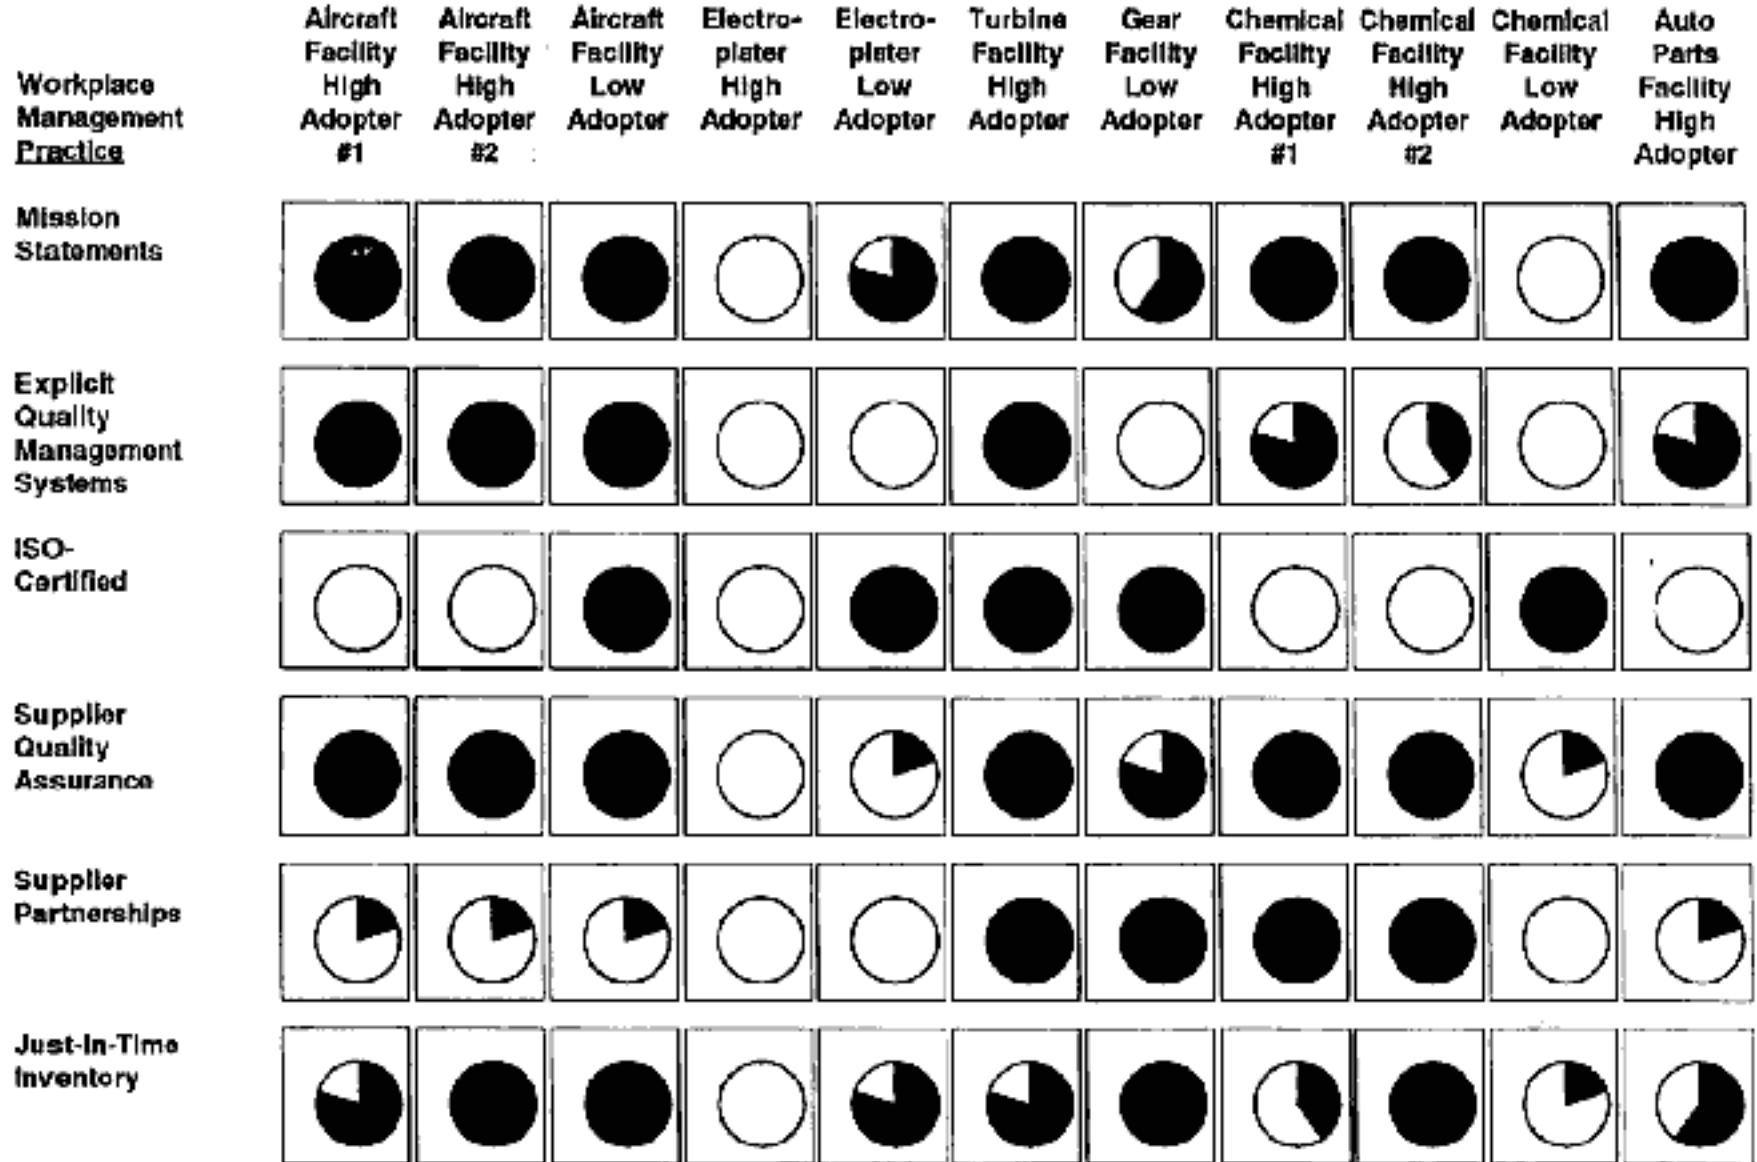 Workplace
Management
Practice
Aircraft
Facility
High
Adopter
#1
Aircraft
Facility
High
Adopter
#2
Aircraft
Facility
Low
Adopter
Electro-
plater
High
Adopter
Electro-
plater
Low
Adopter
Turbine
Facility
High
Adopter
Gear
Facility
Low
Adopter
Chemical
Facility
High
Adopter
#1
Chemical
Facility
High
Adopter
#2
Chemical
Facility
Low
Adopter
Auto
Parts
Facility
High
Adopter
Mission
Statements
Explicit
Quality
Management
Systems
ISO-
Certified
Supplier
Quality
Assurance
Supplier
Partnerships
Just-In-Time
Inventory